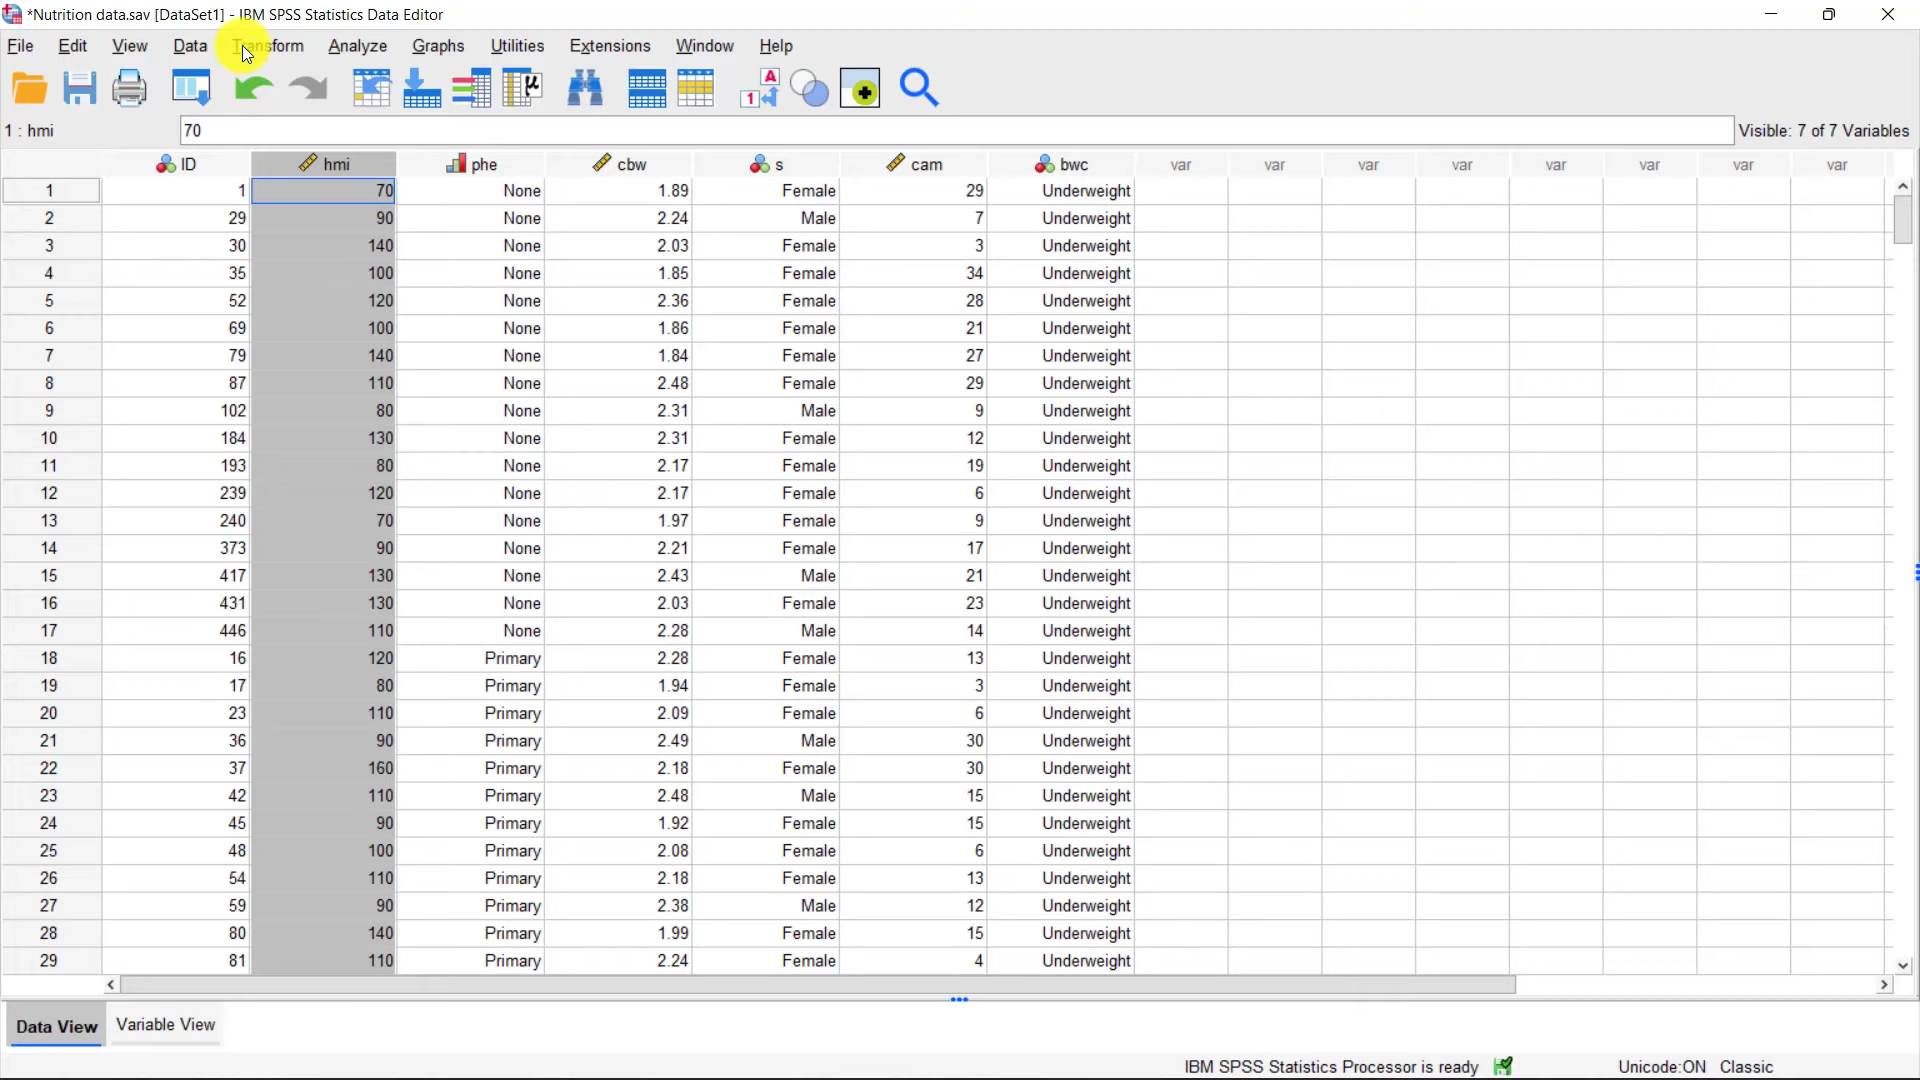 *Nutrition data.sav [DataSet1] - IBM SPSS Statistics Data Editor
File Edit View Data Transform Analyze Graphs Utilities Extensions Window Help
1 : hmi 70 Visible: 7 of 7 Variables
ID hmi phe cbw s cam bwc var var var var var var var var
1 1 70 None 1.89 Female 29 Underweight
2 29 90 None 2.24 Male 7 Underweight
3 30 140 None 2.03 Female 3 Underweight
4 35 100 None 1.85 Female 34 Underweight
5 52 120 None 2.36 Female 28 Underweight
6 69 100 None 1.86 Female 21 Underweight
7 79 140 None 1.84 Female 27 Underweight
8 87 110 None 2.48 Female 29 Underweight
9 102 80 None 2.31 Male 9 Underweight
10 184 130 None 2.31 Female 12 Underweight
11 193 80 None 2.17 Female 19 Underweight
12 239 120 None 2.17 Female 6 Underweight
13 240 70 None 1.97 Female 9 Underweight
14 373 90 None 2.21 Female 17 Underweight
15 417 130 None 2.43 Male 21 Underweight
16 431 130 None 2.03 Female 23 Underweight
17 446 110 None 2.28 Male 14 Underweight
18 16 120 Primary 2.28 Female 13 Underweight
19 17 80 Primary 1.94 Female 3 Underweight
20 23 110 Primary 2.09 Female 6 Underweight
21 36 90 Primary 2.49 Male 30 Underweight
22 37 160 Primary 2.18 Female 30 Underweight
23 42 110 Primary 2.48 Male 15 Underweight
24 45 90 Primary 1.92 Female 15 Underweight
25 48 100 Primary 2.08 Female 6 Underweight
26 54 110 Primary 2.18 Female 13 Underweight
27 59 90 Primary 2.38 Male 12 Underweight
28 80 140 Primary 1.99 Female 15 Underweight
29 81 110 Primary 2.24 Female 4 Underweight
Data View Variable View
IBM SPSS Statistics Processor is ready Unicode:ON Classic